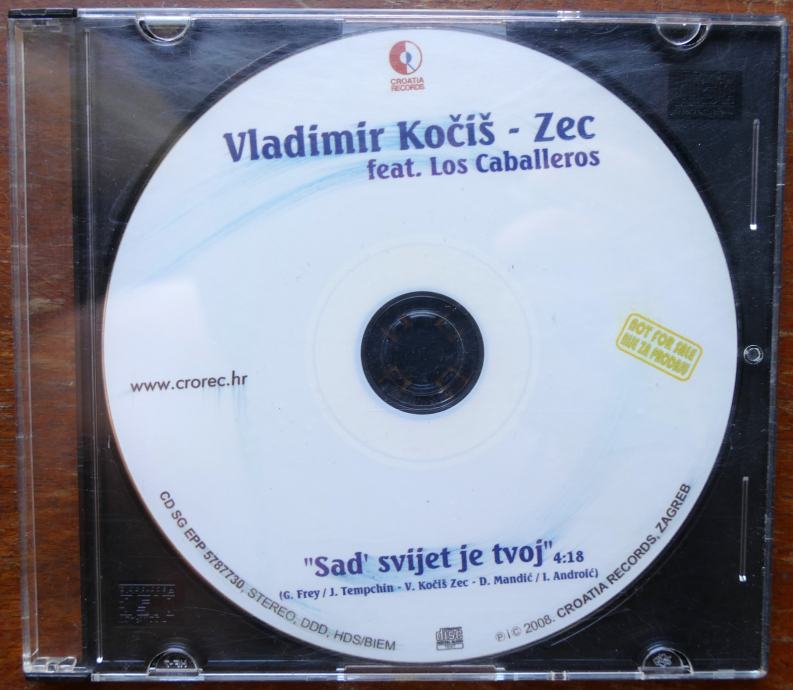 CROATIA
RECORDS
Vladimir Kočiš - Zec
feat. Los Caballeros
NOT FOR SALE
NIJE ZA PRODAJU
www.crorec.hr
"Sad' svijet je tvoj" 4:18
(G. Frey / J. Tempchin - V. Kočiš Zec - D. Mandić / I. Androić)
CD SG EPP 5787730, STEREO, DDD, HDS/BIEM
℗ i © 2008. CROATIA RECORDS, ZAGREB